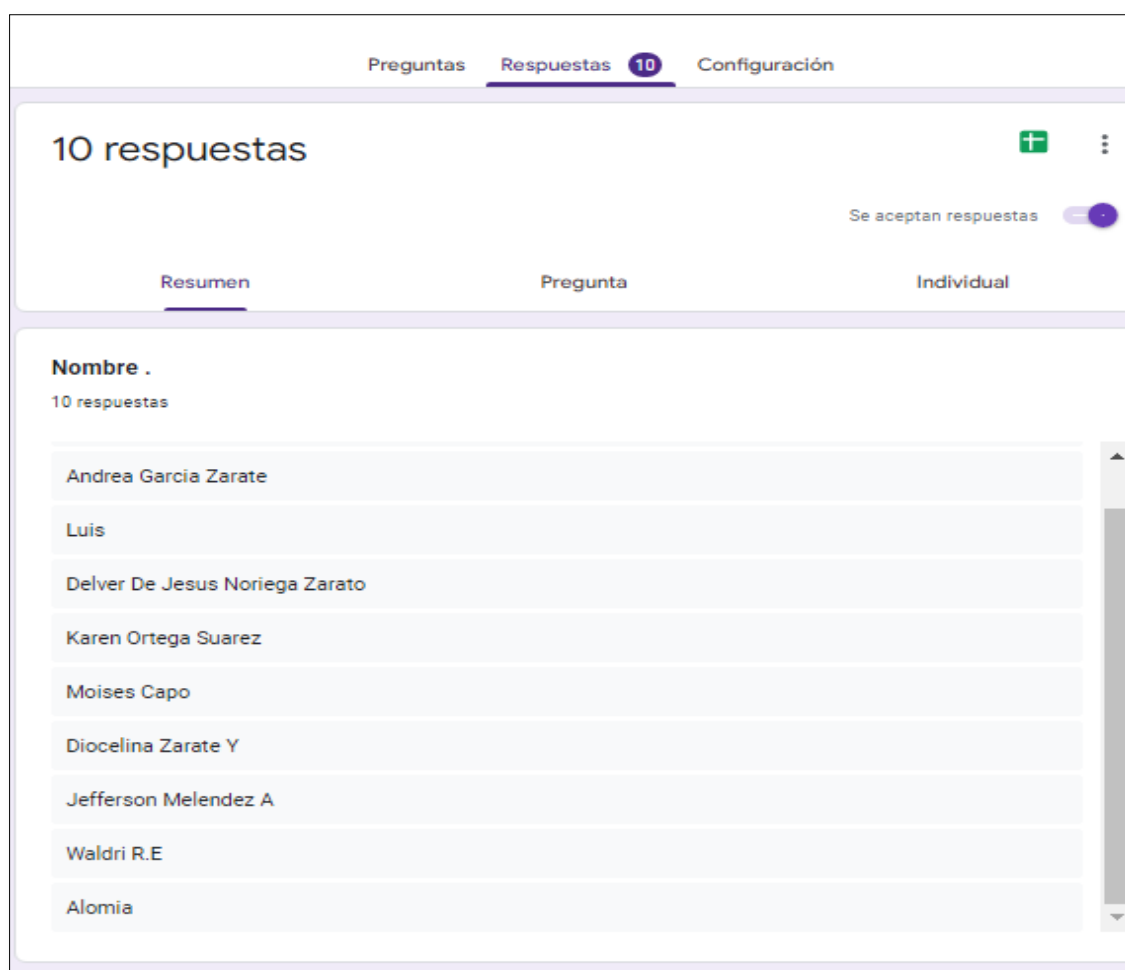 Preguntas Respuestas 10 Configuración
10 respuestas
Se aceptan respuestas
Resumen Pregunta Individual
Nombre .
10 respuestas
Andrea Garcia Zarate
Luis
Delver De Jesus Noriega Zarato
Karen Ortega Suarez
Moises Capo
Diocelina Zarate Y
Jefferson Melendez A
Waldri R.E
Alomia